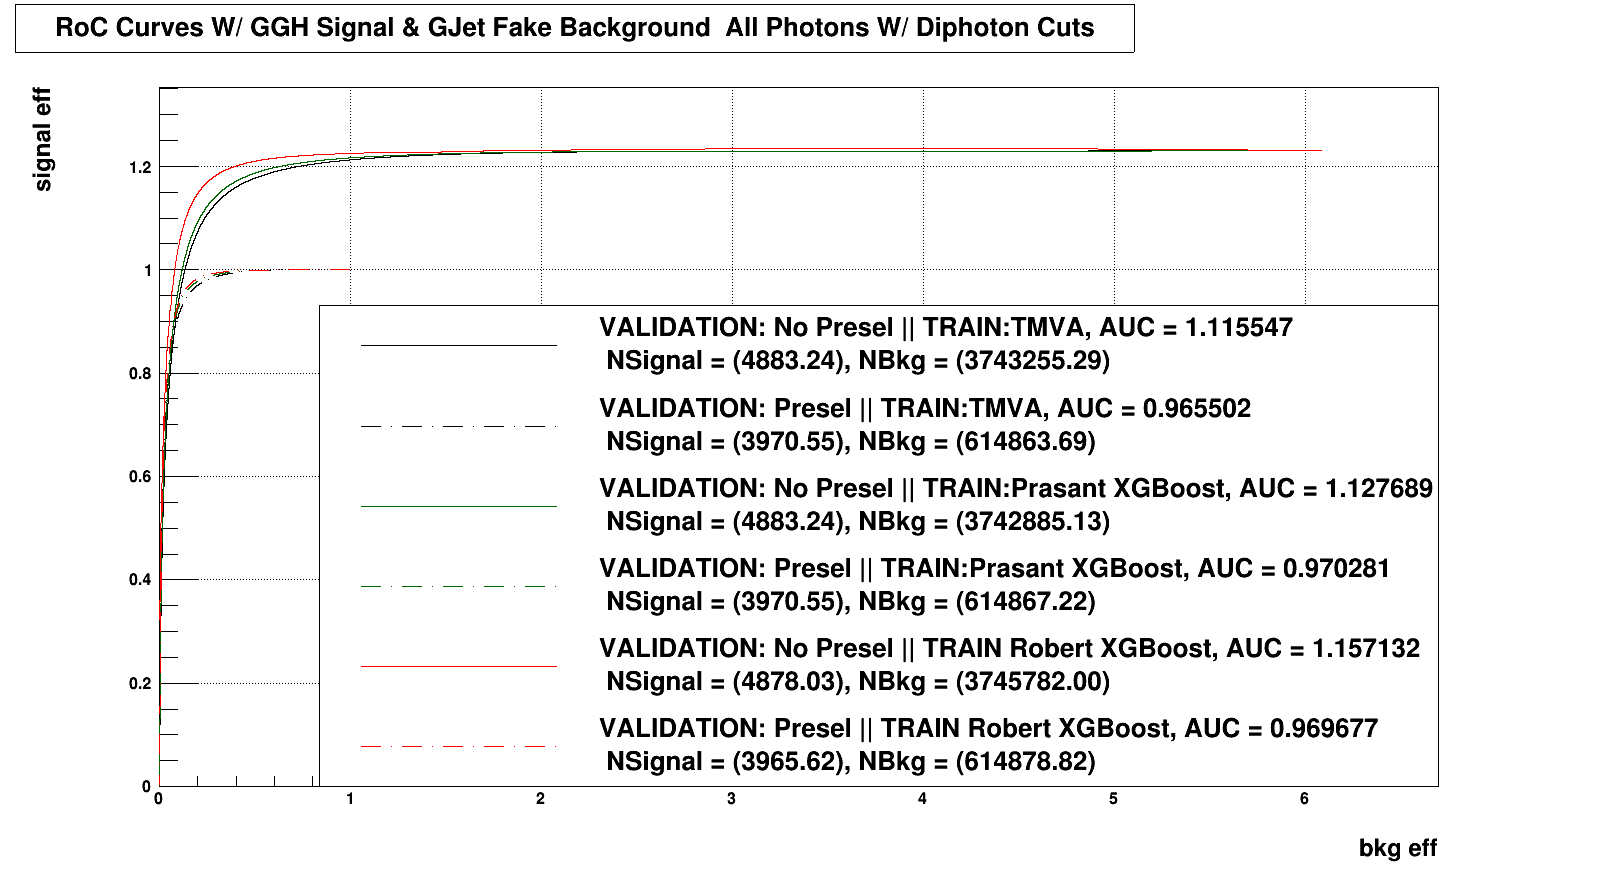 RoC Curves W/ GGH Signal & GJet Fake Background  All Photons W/ Diphoton Cuts
signal eff
1.2
1
0.8
0.6
0.4
0.2
0
VALIDATION: No Presel || TRAIN:TMVA, AUC = 1.115547
NSignal = (4883.24), NBkg = (3743255.29)
VALIDATION: Presel || TRAIN:TMVA, AUC = 0.965502
NSignal = (3970.55), NBkg = (614863.69)
VALIDATION: No Presel || TRAIN:Prasant XGBoost, AUC = 1.127689
NSignal = (4883.24), NBkg = (3742885.13)
VALIDATION: Presel || TRAIN:Prasant XGBoost, AUC = 0.970281
NSignal = (3970.55), NBkg = (614867.22)
VALIDATION: No Presel || TRAIN Robert XGBoost, AUC = 1.157132
NSignal = (4878.03), NBkg = (3745782.00)
VALIDATION: Presel || TRAIN Robert XGBoost, AUC = 0.969677
NSignal = (3965.62), NBkg = (614878.82)
0 1 2 3 4 5 6
bkg eff